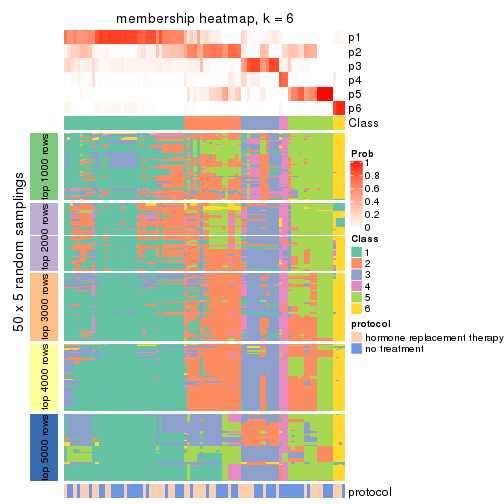 membership heatmap, k = 6
p1
p2
p3
p4
p5
p6
Class
50 x 5 random samplings
top 1000 rows
top 2000 rows
top 3000 rows
top 4000 rows
top 5000 rows
protocol
Prob
1
0.8
0.6
0.4
0.2
0
Class
1
2
3
4
5
6
protocol
hormone replacement therapy
no treatment